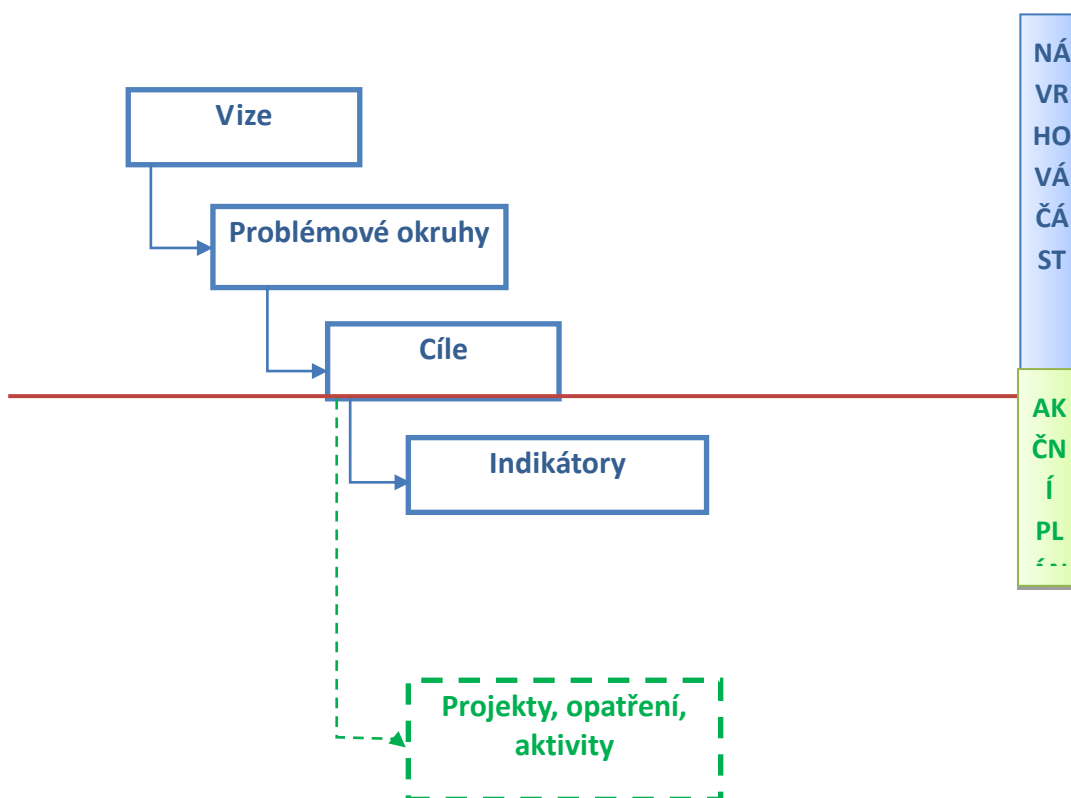 Vize
Problémové okruhy
Cíle
Indikátory
Projekty, opatření,
aktivity
NÁ
VR
HO
VÁ
ČÁ
ST
AK
ČN
Í
PL